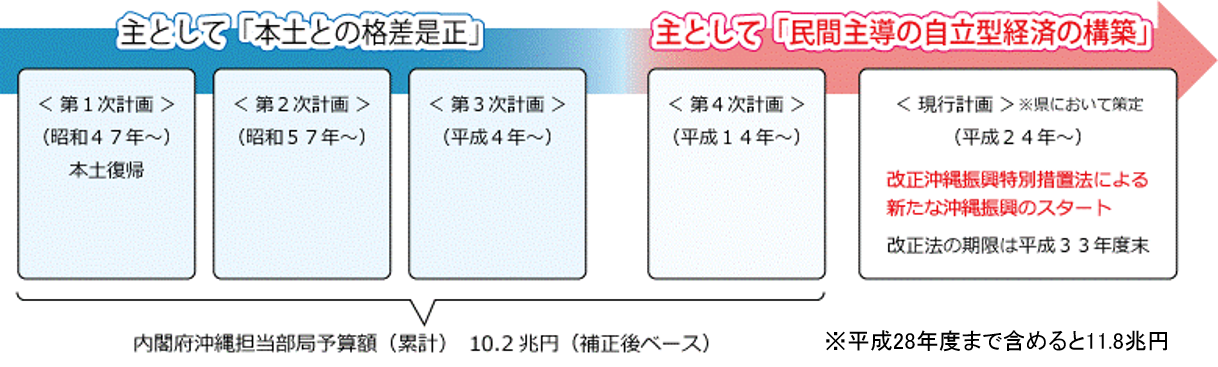 主として「本土との格差是正」
主として「民間主導の自立型経済の構築」
＜ 第１次計画 ＞
（昭和４７年～）
本土復帰
＜ 第２次計画 ＞
（昭和５７年～）
＜ 第３次計画 ＞
（平成４年～）
＜ 第４次計画 ＞
（平成１４年～）
＜ 現行計画 ＞※県において策定
（平成２４年～）
改正沖縄振興特別措置法による
新たな沖縄振興のスタート
改正法の期限は平成３３年度末
内閣府沖縄担当部局予算額（累計）　10.2 兆円（補正後ベース）
※平成28年度まで含めると11.8兆円